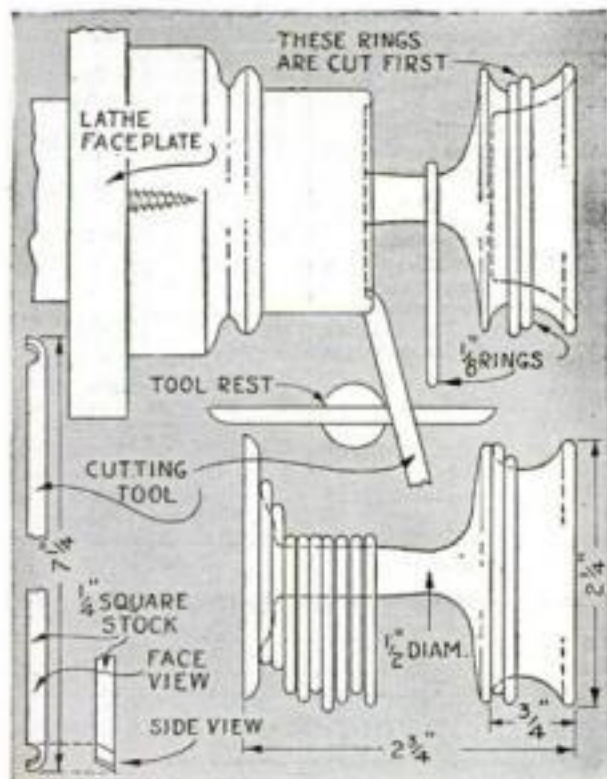 THESE RINGS
ARE CUT FIRST
LATHE
FACEPLATE
1/8" RINGS
TOOL REST
CUTTING
TOOL
7 1/4"
1/4" SQUARE
STOCK
FACE
VIEW
SIDE VIEW
1/2" DIAM.
2 1/4"
3/4"
2 3/4"